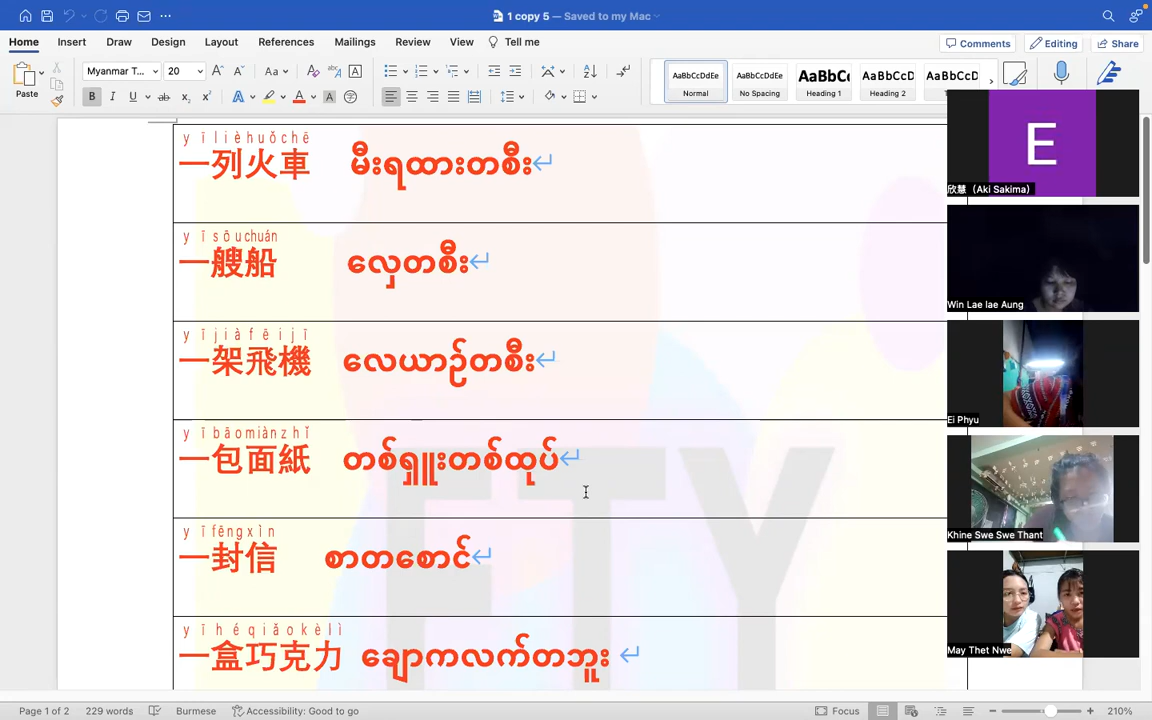 1 copy 5 — Saved to my Mac
Home Insert Draw Design Layout References Mailings Review View Tell me
Comments Editing Share
Paste
Myanmar T... 20
AaBbCcDdEe AaBbCcDdEe AaBbCc AaBbCcD AaBbCcD
Normal No Spacing Heading 1 Heading 2
yī liè huǒ chē
一列火車 မီးရထားတစီး
yī sōu chuán
一艘船 လှေတစီး
yī jià fēi jī
一架飛機 လေယာဉ်တစီး
yī bāo miàn zhǐ
一包面紙 တစ်ရှူးတစ်ထုပ်
yī fēng xìn
一封信 စာတစောင်
yī hé qiǎo kè lì
一盒巧克力 ချောကလက်တဘူး
ETY
E
欣慧 (Aki Sakima)
Win Lae lae Aung
Ei Phyu
Khine Swe Swe Thant
May Thet Nwe
Page 1 of 2 229 words Burmese Accessibility: Good to go Focus 210%